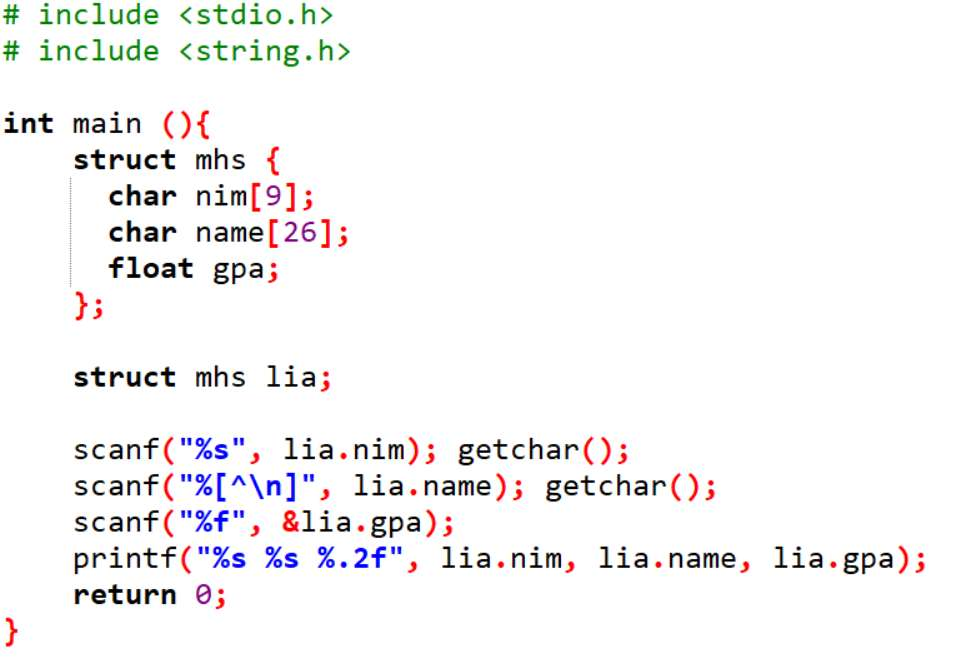 # include <stdio.h>
# include <string.h>
int main (){
struct mhs {
char nim[9];
char name[26];
float gpa;
};
struct mhs lia;
scanf("%s", lia.nim); getchar();
scanf("%[^\n]", lia.name); getchar();
scanf("%f", &lia.gpa);
printf("%s %s %.2f", lia.nim, lia.name, lia.gpa);
return 0;
}